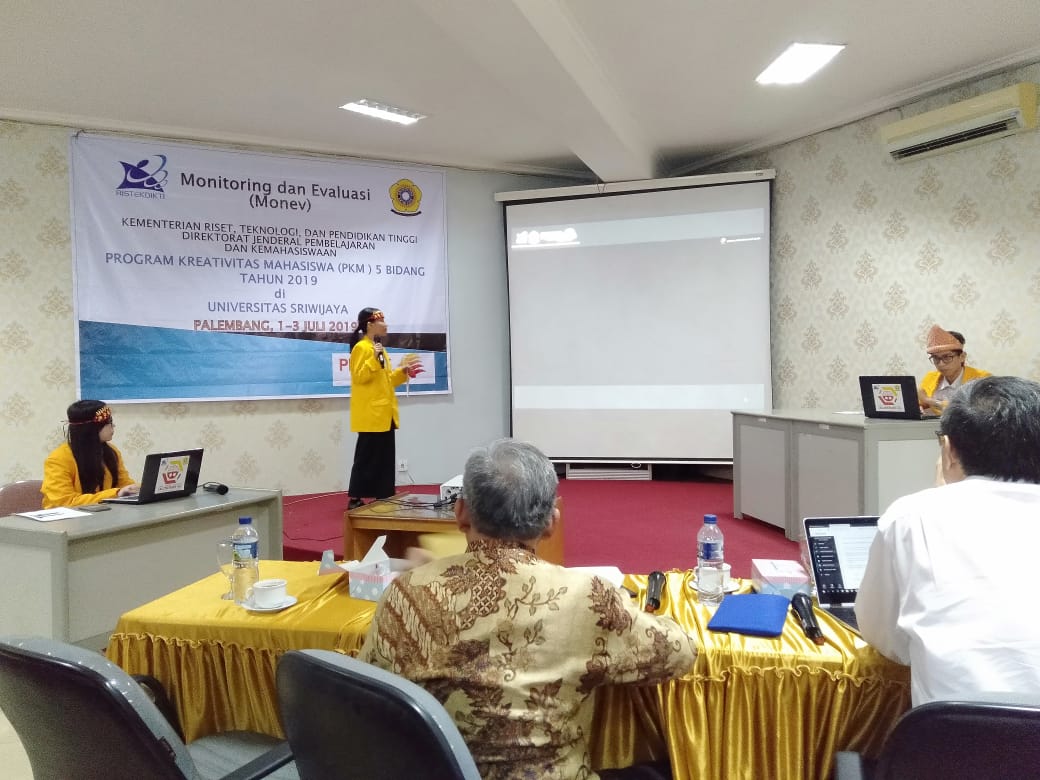 RISTEKDIKTI
Monitoring dan Evaluasi
(Monev)
KEMENTERIAN RISET, TEKNOLOGI, DAN PENDIDIKAN TINGGI
DIREKTORAT JENDERAL PEMBELAJARAN
DAN KEMAHASISWAAN
PROGRAM KREATIVITAS MAHASISWA (PKM ) 5 BIDANG
TAHUN 2019
di
UNIVERSITAS SRIWIJAYA
PALEMBANG, 1-3 JULI 2019